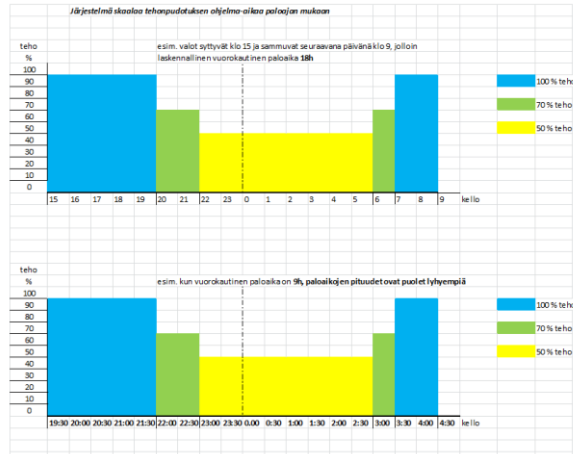 Järjestelmä skaalaa tehonpudotuksen ohjelma-aikaa paloajan mukaan
teho
%
esim. valot syttyvät klo 15 ja sammuvat seuraavana päivänä klo 9, jolloin
laskennallinen vuorokautinen paloaika 18h
100
90
80
70
60
50
40
30
20
10
0
100 % teho
70 % teho
50 % teho
15 16 17 18 19 20 21 22 23 0 1 2 3 4 5 6 7 8 9 kello
teho
%
esim. kun vuorokautinen paloaika on 9h, paloaikojen pituudet ovat puolet lyhyempiä
100
90
80
70
60
50
40
30
20
10
0
100 % teho
70 % teho
50 % teho
19:30 20:00 20:30 21:00 21:30 22:00 22:30 23:00 23:30 0.00 0:30 1:00 1:30 2:00 2:30 3:00 3:30 4:00 4:30 kello